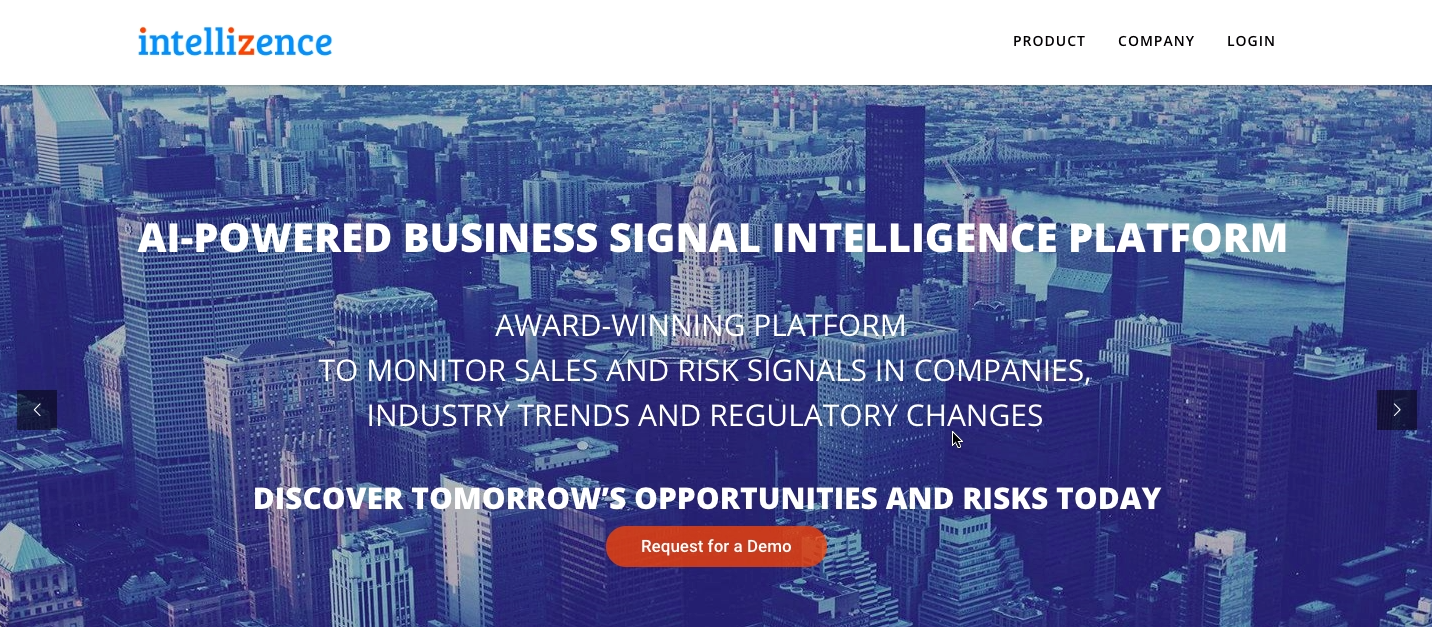 intellizence
PRODUCT COMPANY LOGIN
AI-POWERED BUSINESS SIGNAL INTELLIGENCE PLATFORM
AWARD-WINNING PLATFORM
TO MONITOR SALES AND RISK SIGNALS IN COMPANIES,
INDUSTRY TRENDS AND REGULATORY CHANGES
DISCOVER TOMORROW’S OPPORTUNITIES AND RISKS TODAY
Request for a Demo